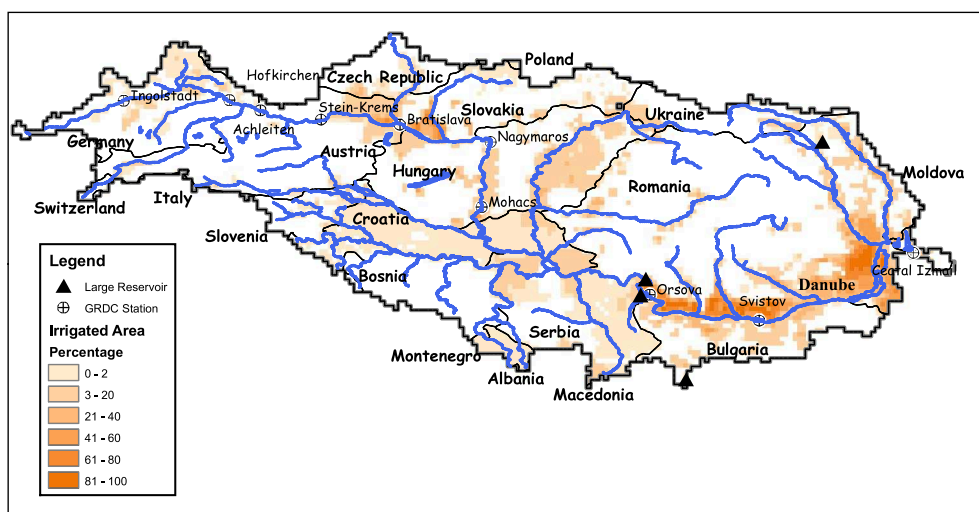 Poland
Hofkirchen
Czech Republic
Ingolstadt
Stein-Krems
Slovakia
Ukraine
Achleiten
Bratislava
Germany
Nagymaros
Austria
Hungary
Moldova
Romania
Switzerland
Italy
Mohacs
Croatia
Slovenia
Ceatal Izmail
Bosnia
Danube
Orsova
Svistov
Serbia
Bulgaria
Montenegro
Albania
Macedonia
Legend
Large Reservoir
GRDC Station
Irrigated Area
Percentage
0 - 2
3 - 20
21 - 40
41 - 60
61 - 80
81 - 100